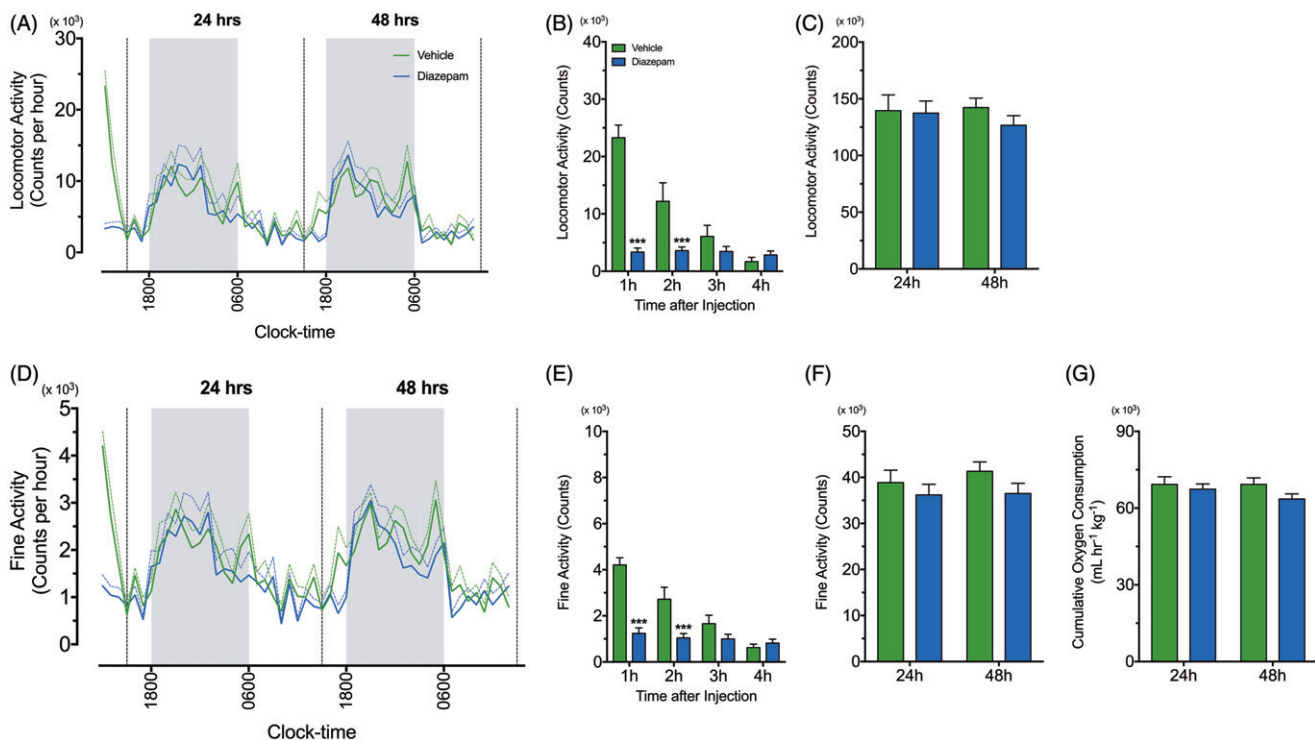 (A)
(x 10³)
24 hrs
48 hrs
30
20
10
0
Locomotor Activity
(Counts per hour)
Vehicle
Diazepam
1800
0600
1800
0600
Clock-time
(B)
(x 10³)
Vehicle
Diazepam
40
30
20
10
0
Locomotor Activity (Counts)
***
***
1h
2h
3h
4h
Time after Injection
(C)
(x 10³)
200
150
100
50
0
Locomotor Activity (Counts)
24h
48h
(D)
(x 10³)
24 hrs
48 hrs
5
4
3
2
1
0
Fine Activity
(Counts per hour)
1800
0600
1800
0600
Clock-time
(E)
(x 10³)
10
8
6
4
2
0
Fine Activity (Counts)
***
***
1h
2h
3h
4h
Time after Injection
(F)
(x 10³)
50
40
30
20
10
0
Fine Activity (Counts)
24h
48h
(G)
(x 10³)
90
60
30
0
Cumulative Oxygen Consumption
(mL hr⁻¹ kg⁻¹)
24h
48h